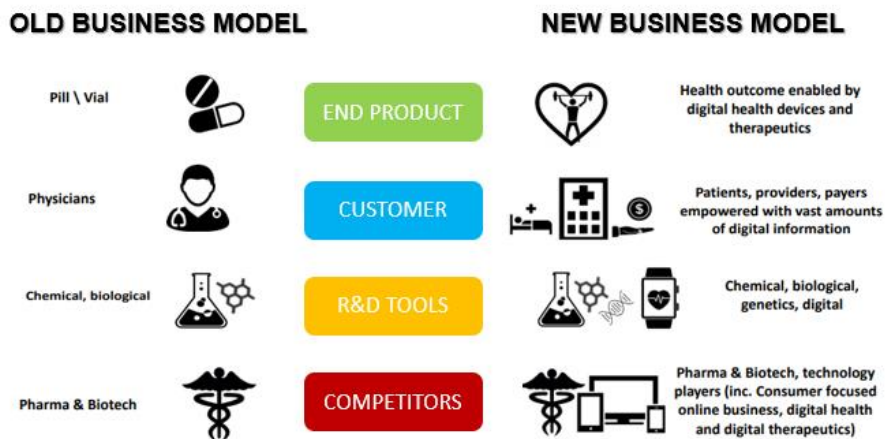 OLD BUSINESS MODEL
NEW BUSINESS MODEL
Pill \ Vial
END PRODUCT
Health outcome enabled by
digital health devices and
therapeutics
Physicians
CUSTOMER
$
Patients, providers, payers
empowered with vast amounts
of digital information
Chemical, biological
R&D TOOLS
Chemical, biological,
genetics, digital
Pharma & Biotech
COMPETITORS
Pharma & Biotech, technology
players (inc. Consumer focused
online business, digital health
and digital therapeutics)